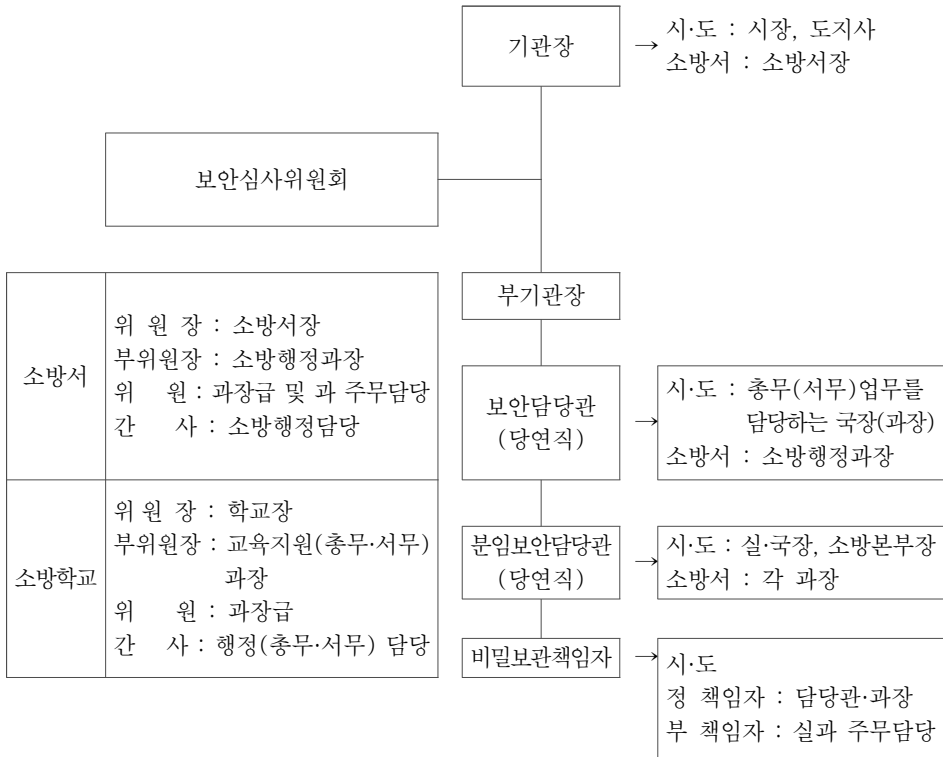 기관장
→ 시·도 : 시장, 도지사
소방서 : 소방서장
보안심사위원회
부기관장
소방서
위 원 장 : 소방서장
부위원장 : 소방행정과장
위 원 : 과장급 및 과 주무담당
간 사 : 소방행정담당
소방학교
위 원 장 : 학교장
부위원장 : 교육지원(총무·서무)
과장
위 원 : 과장급
간 사 : 행정(총무·서무) 담당
보안담당관
(당연직)
→
시·도 : 총무(서무)업무를
담당하는 국장(과장)
소방서 : 소방행정과장
분임보안담당관
(당연직)
→
시·도 : 실·국장, 소방본부장
소방서 : 각 과장
비밀보관책임자
→
시·도
정 책임자 : 담당관·과장
부 책임자 : 실과 주무담당